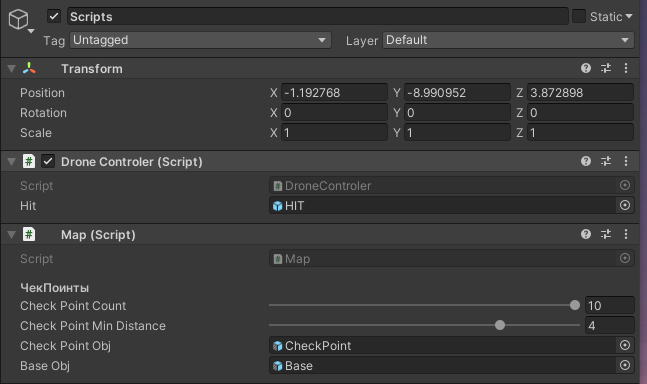 Scripts Static
Tag Untagged Layer Default
Transform
Position X -1.192768 Y -8.990952 Z 3.872898
Rotation X 0 Y 0 Z 0
Scale X 1 Y 1 Z 1
# Drone Controler (Script)
Script # DroneControler
Hit HIT
# Map (Script)
Script # Map
ЧекПоинты
Check Point Count 10
Check Point Min Distance 4
Check Point Obj CheckPoint
Base Obj Base